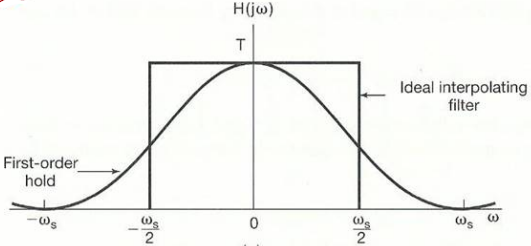 H(jω)
T
Ideal interpolating
filter
First-order
hold
−ωs
−ωs/2
0
ωs/2
ωs
ω